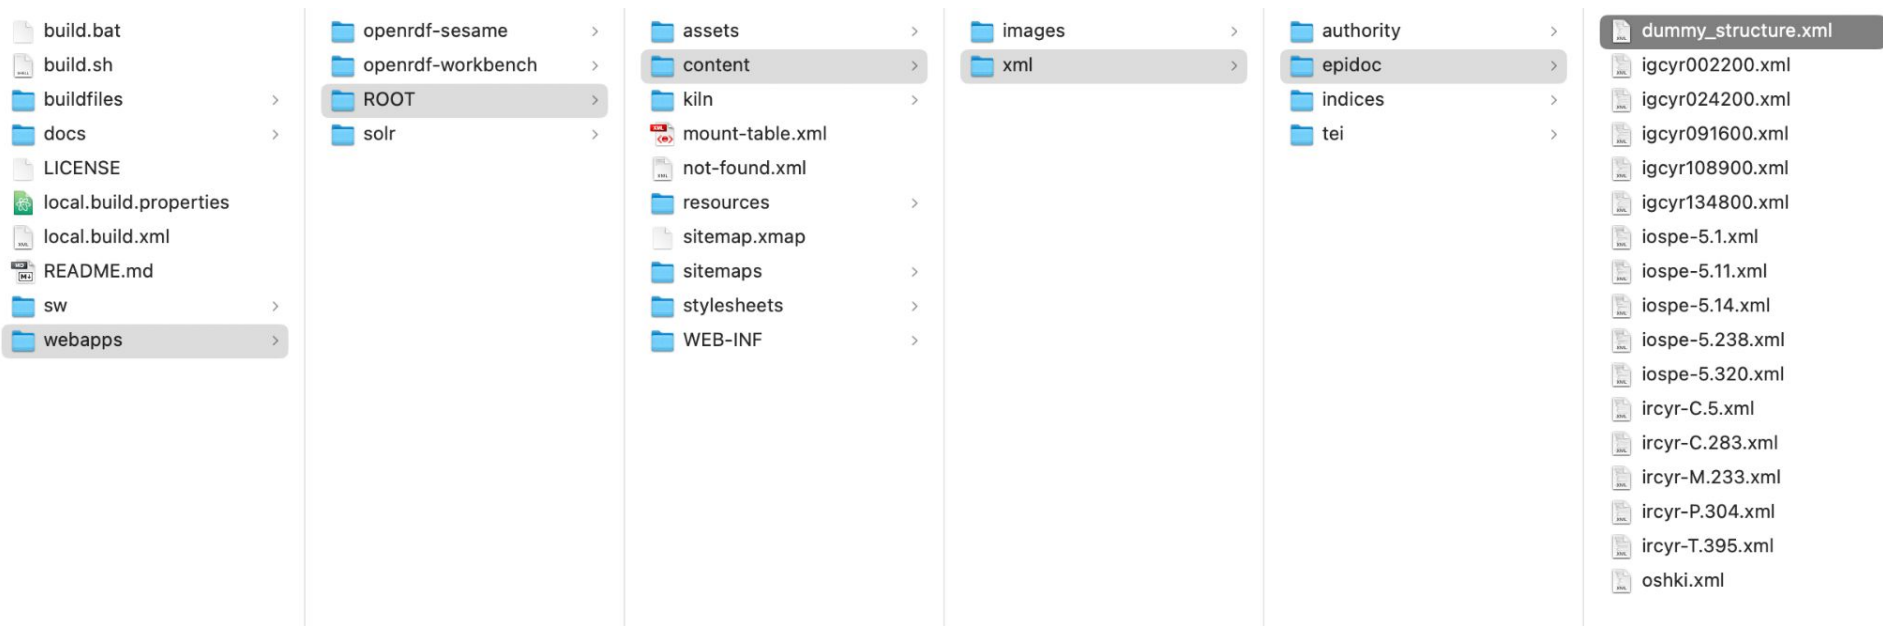 build.bat
build.sh
buildfiles
docs
LICENSE
local.build.properties
local.build.xml
README.md
sw
webapps
openrdf-sesame
openrdf-workbench
ROOT
solr
assets
content
kiln
mount-table.xml
not-found.xml
resources
sitemap.xmap
sitemaps
stylesheets
WEB-INF
images
xml
authority
epidoc
indices
tei
dummy_structure.xml
igcyr002200.xml
igcyr024200.xml
igcyr091600.xml
igcyr108900.xml
igcyr134800.xml
iospe-5.1.xml
iospe-5.11.xml
iospe-5.14.xml
iospe-5.238.xml
iospe-5.320.xml
ircyr-C.5.xml
ircyr-C.283.xml
ircyr-M.233.xml
ircyr-P.304.xml
ircyr-T.395.xml
oshki.xml